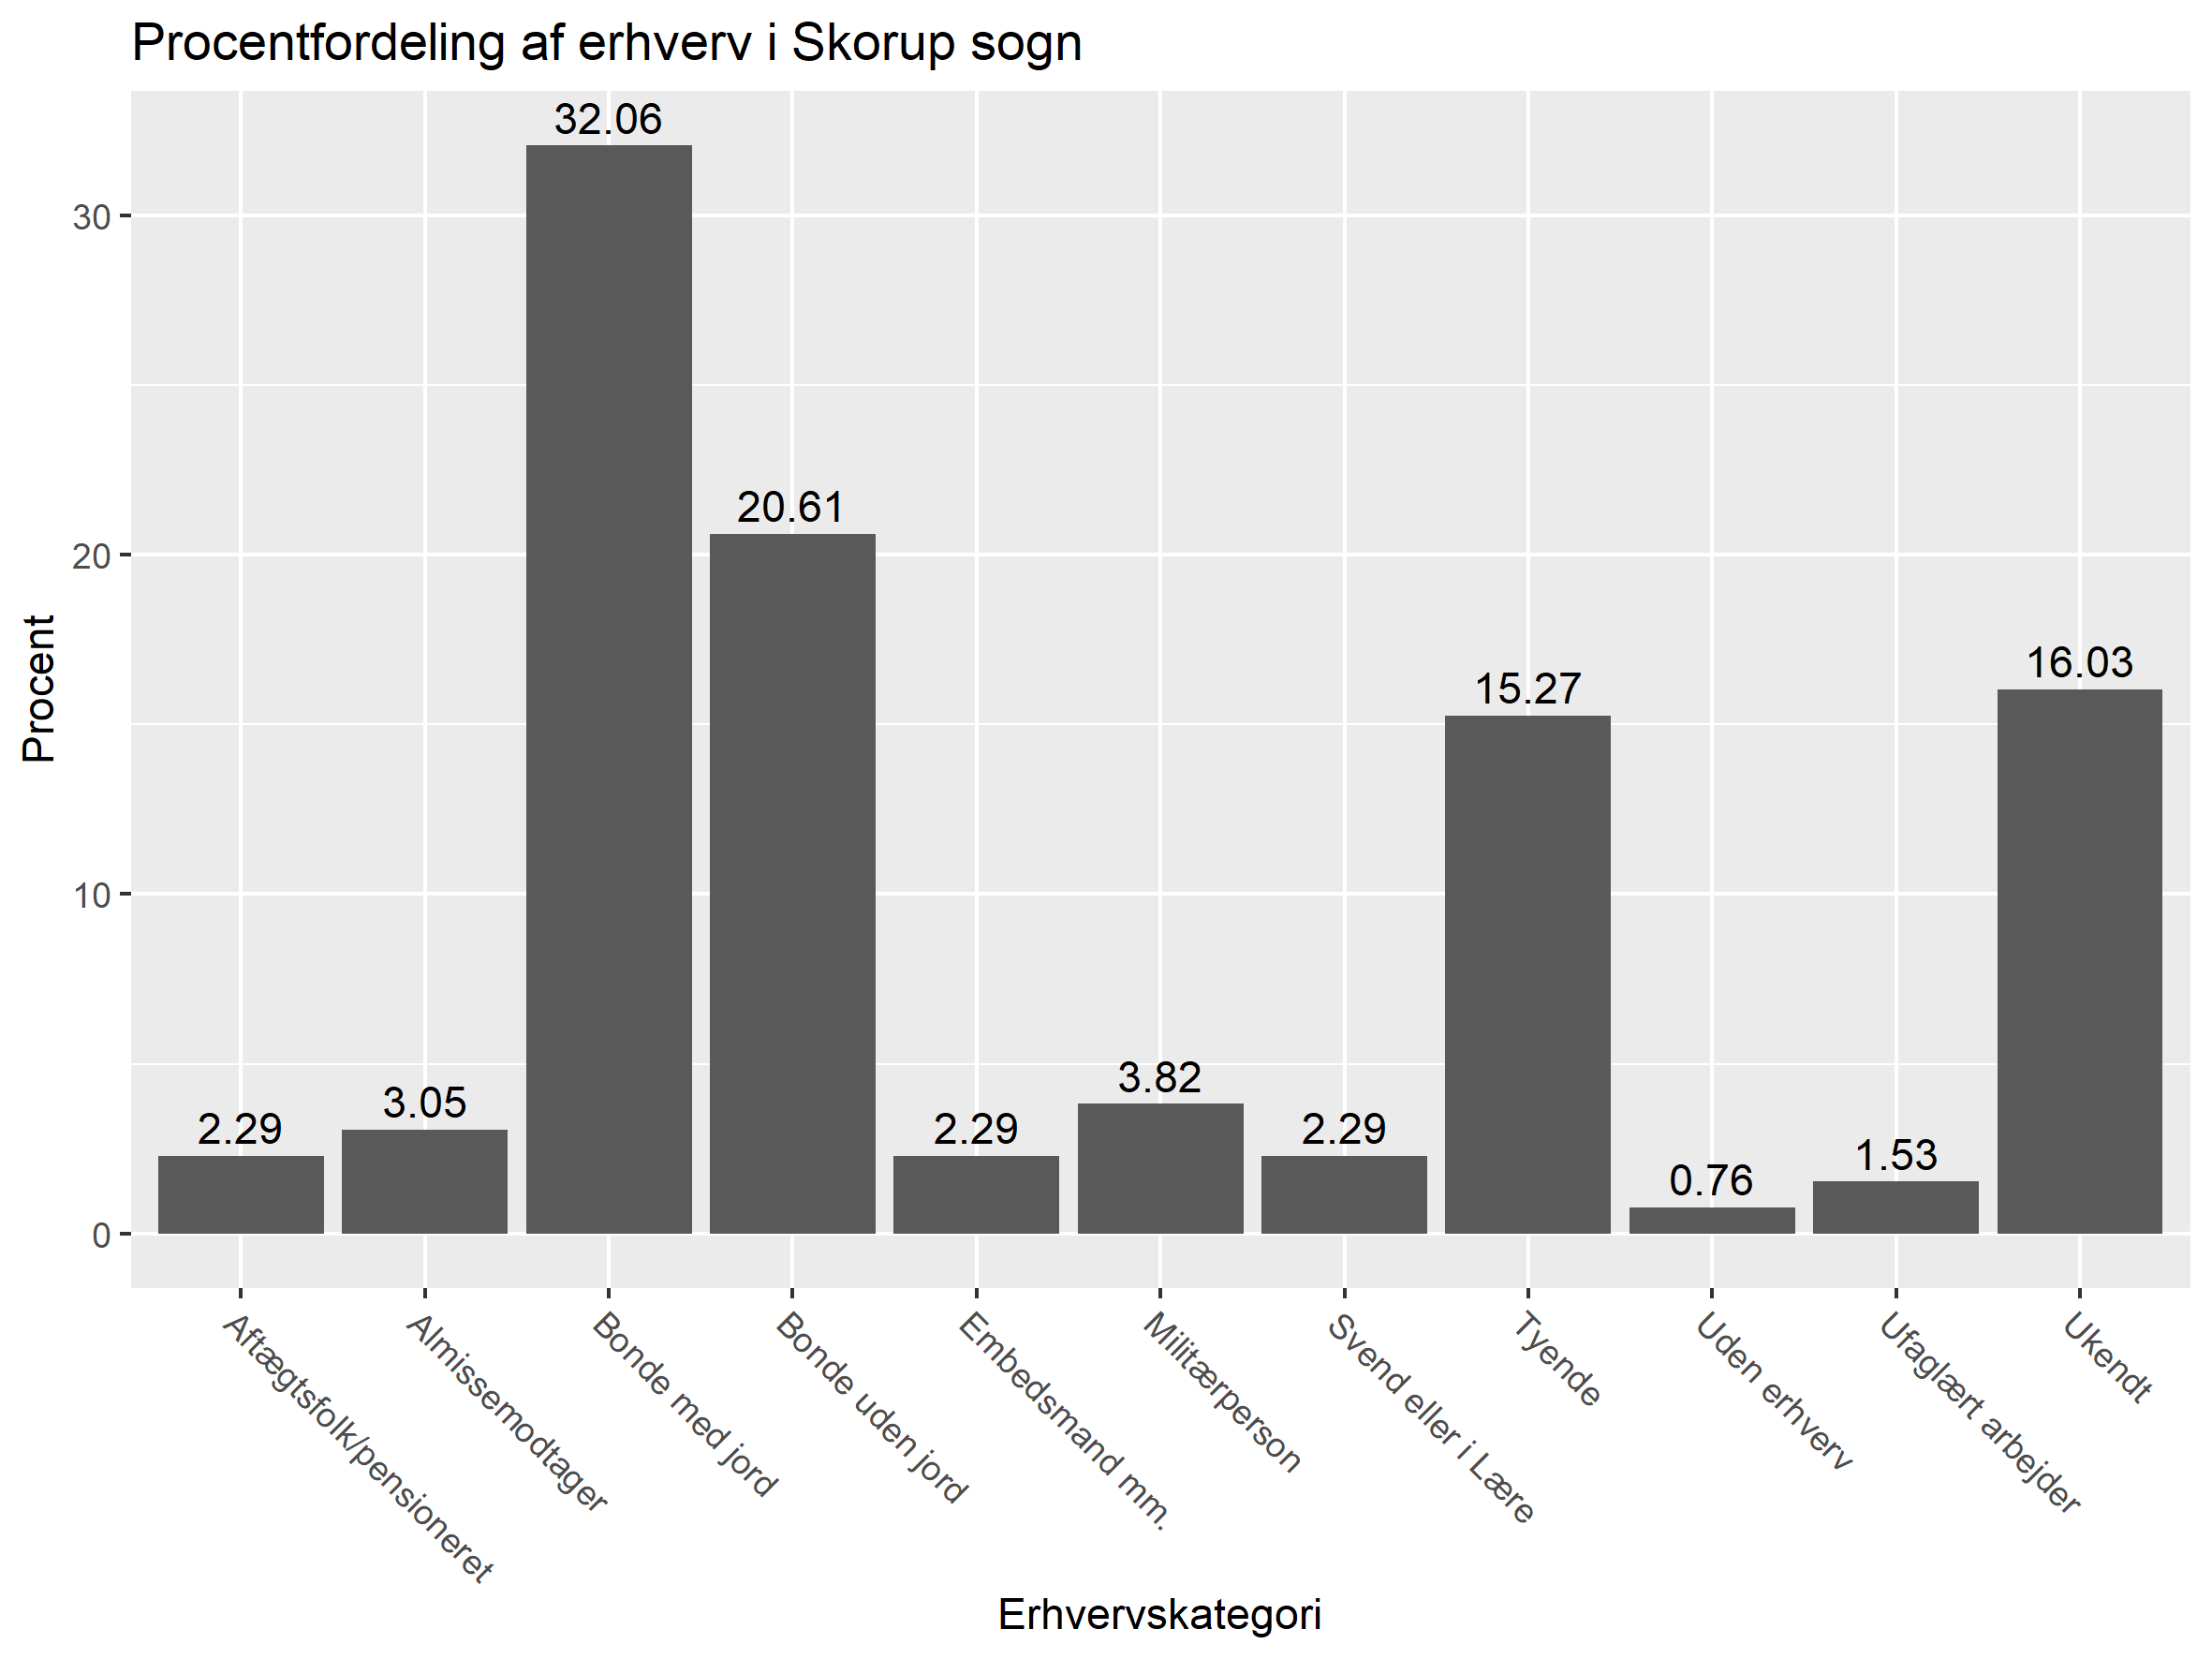 Procentfordeling af erhverv i Skorup sogn
Procent
30
20
10
0
2.29
3.05
32.06
20.61
2.29
3.82
2.29
15.27
0.76
1.53
16.03
Aftægtsfolk/pensioneret
Almissemodtager
Bonde med jord
Bonde uden jord
Embedsmand mm.
Militærperson
Svend eller i Lære
Tyende
Uden erhverv
Ufaglært arbejder
Ukendt
Erhvervskategori